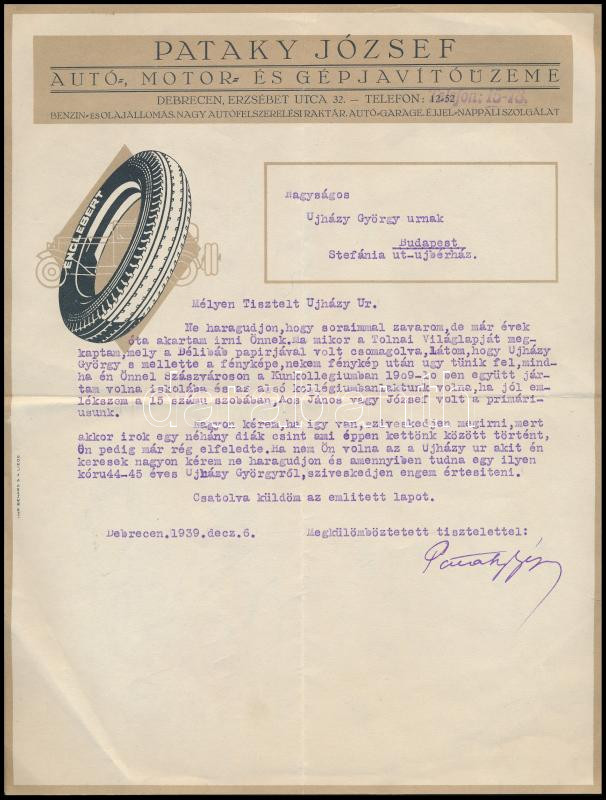 PATAKY JÓZSEF
AUTÓ-, MOTOR- ÉS GÉPJAVÍTÓÜZEME
DEBRECEN, ERZSÉBET UTCA 32. — TELEFON: 12-52
BENZIN- ÉS OLAJÁLLOMÁS. NAGY AUTÓFELSZERELÉSI RAKTÁR. AUTÓ-GARAGE. ÉJJEL-NAPPALI SZOLGÁLAT
ENGLEBERT
Nagyságos
Ujházy György urnak
Budapest
Stefánia ut-ujbérház.
Mélyen Tisztelt Ujházy Ur.
Ne haragudjon,hogy soraimmal zavarom,de már évek
óta akartam irni Önnek.Ma mikor a Tolnai Világlapját meg-
kaptam,mely a Délibáb papirjával volt csomagolva,látom,hogy Ujházy
György s mellette a fényképe,nekem fénykép után ugy tünik fel,mind-
ha én Önnel Szászvároson a Kunkollegiumban 1909-10 sen együtt jár-
tam volna iskolába és az alsó kollégiumban laktunk volna,ha jól em-
lékszem a 15 számu szobában,Acs János vagy József volt a primári-
usunk.
Nagyon kérem,ha igy van,sziveskedjen megirni,mert
akkor irok egy néhány diák csint ami éppen kettönk között történt,
Ön pedig már rég elfeledte.Ha nem Ön volna az a Ujházy ur akit én
keresek nagyon kérem ne haragudjon és amennyiben tudna egy ilyen
kóru44-45 éves Ujházy Györgyről,sziveskedjen engem értesiteni.
Csatolva küldöm az emlitett lapot.
Debrecen.1939.decz.6.
Megkülömböztetett tisztelettel:
darabanth